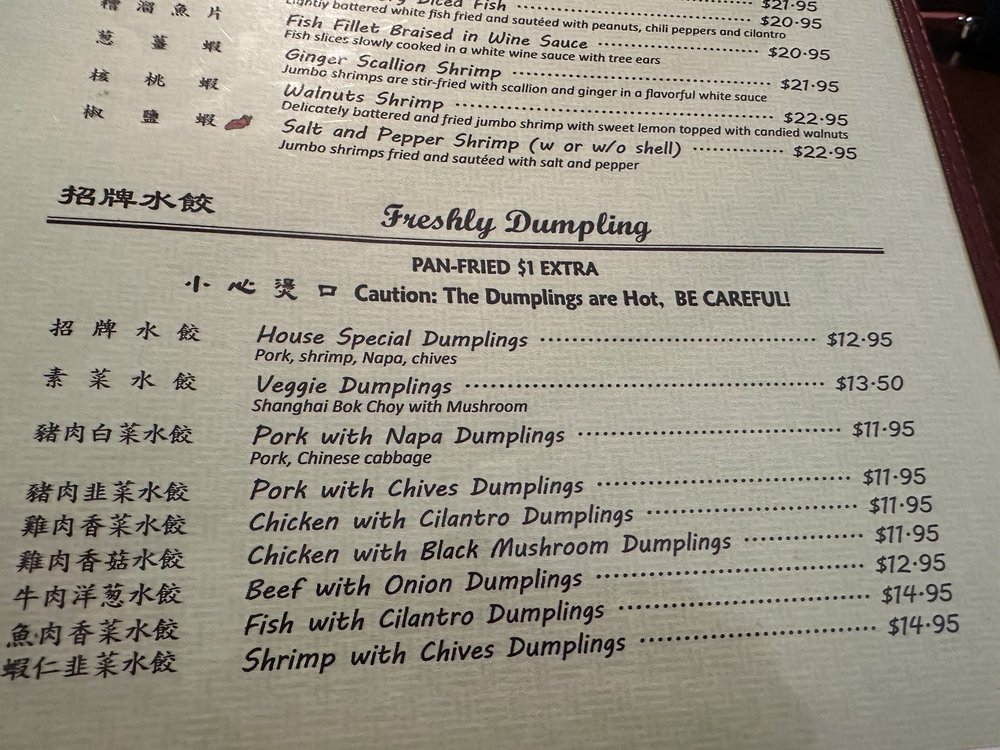 Diced Fish ........ $21.95
糟 溜 魚 片
Lightly battered white fish fried and sautéed with peanuts, chili peppers and cilantro
Fish Fillet Braised in Wine Sauce ........ $20.95
Fish slices slowly cooked in a white wine sauce with tree ears
葱 薑 蝦
Ginger Scallion Shrimp ........ $20.95
Jumbo shrimps are stir-fried with scallion and ginger in a flavorful white sauce
核 桃 蝦
Walnuts Shrimp ........ $21.95
Delicately battered and fried jumbo shrimp with sweet lemon topped with candied walnuts
椒 鹽 蝦
Salt and Pepper Shrimp (w or w/o shell) ........ $22.95
$22.95
Jumbo shrimps fried and sautéed with salt and pepper
招牌水餃
Freshly Dumpling
PAN-FRIED $1 EXTRA
小 心 燙 口 Caution: The Dumplings are Hot, BE CAREFUL!
招 牌 水 餃 House Special Dumplings ........ $12.95
Pork, shrimp, Napa, chives
素 菜 水 餃 Veggie Dumplings ........ $13.50
Shanghai Bok Choy with Mushroom
豬肉白菜水餃 Pork with Napa Dumplings ........ $11.95
Pork, Chinese cabbage
豬肉韭菜水餃 Pork with Chives Dumplings ........ $11.95
雞肉香菜水餃 Chicken with Cilantro Dumplings ........ $11.95
雞肉香菇水餃 Chicken with Black Mushroom Dumplings ........ $11.95
牛肉洋葱水餃 Beef with Onion Dumplings ........ $12.95
魚肉香菜水餃 Fish with Cilantro Dumplings ........ $14.95
蝦仁韭菜水餃 Shrimp with Chives Dumplings ........ $14.95